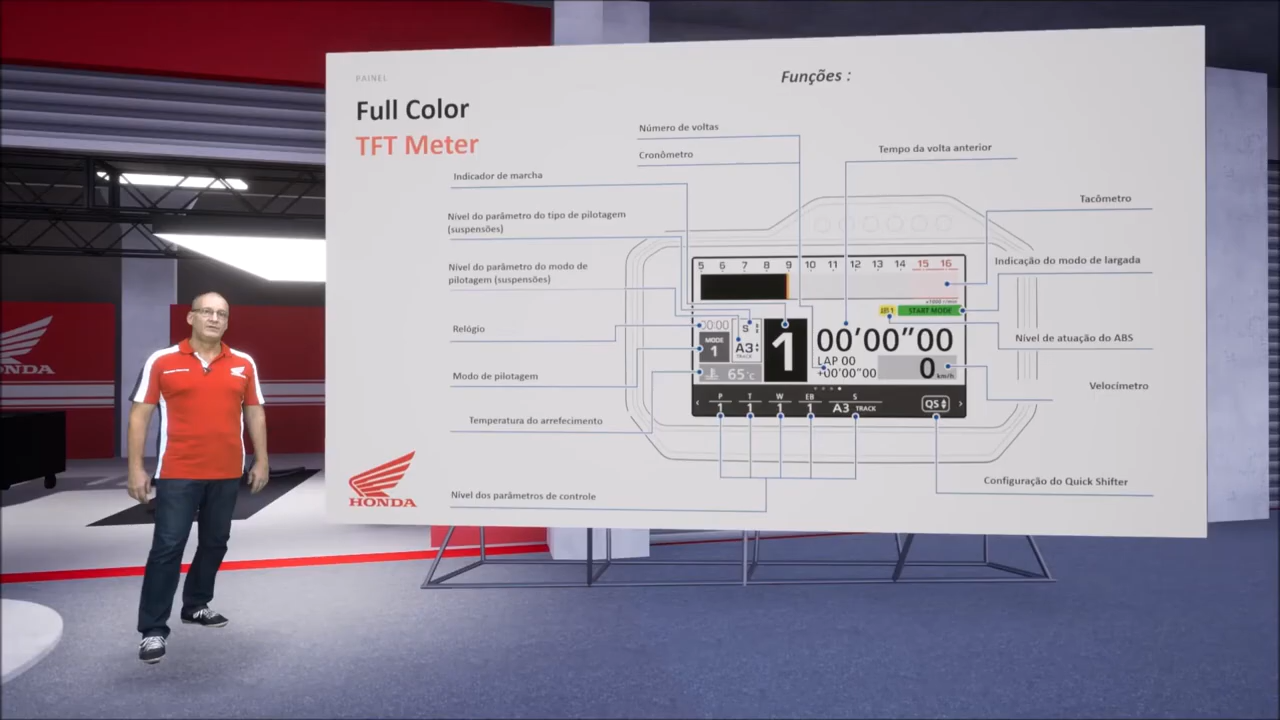 PAINEL
Full Color
TFT Meter
Funções :
Número de voltas
Cronômetro
Tempo da volta anterior
Indicador de marcha
Tacômetro
Nível do parâmetro do tipo de pilotagem
(suspensões)
Indicação do modo de largada
Nível do parâmetro do modo de
pilotagem (suspensões)
Relógio
Nível de atuação do ABS
Modo de pilotagem
Velocímetro
Temperatura do arrefecimento
Nível dos parâmetros de controle
Configuração do Quick Shifter
5 6 7 8 9 10 11 12 13 14 15 16
START MODE
00:00
S
MODE
1
A3
TRACK
1
00'00"00
LAP 00
+00'00"00
0 km/h
65°c
P T W EB S
1 1 1 1 A3 TRACK
QS
HONDA